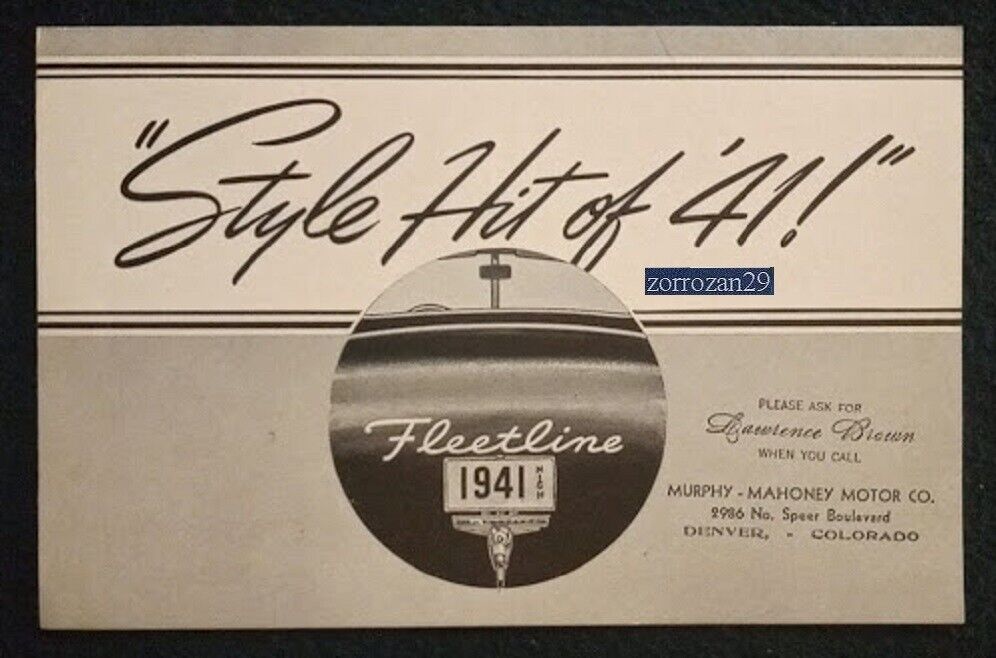 "Style Hit of '41!"
zorrozan29
Fleetline
1941 MICH
PLEASE ASK FOR
Lawrence Brown
WHEN YOU CALL
MURPHY - MAHONEY MOTOR CO.
2986 No. Speer Boulevard
DENVER, - COLORADO